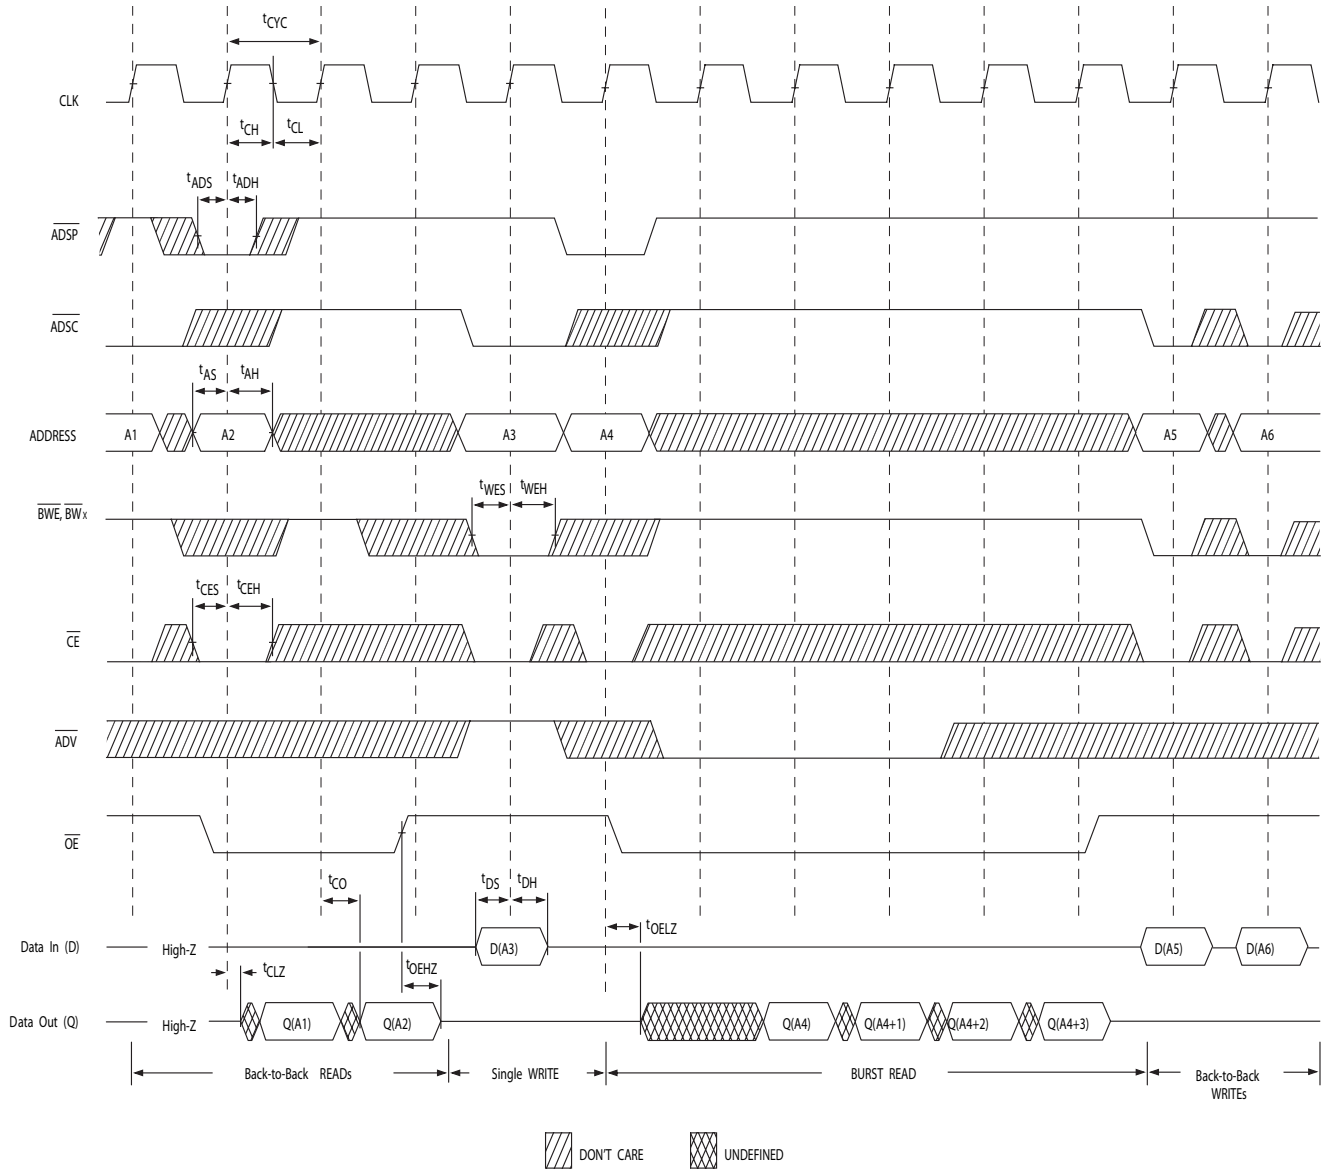 tCYC
CLK
tCH
tCL
tADS
tADH
ADSP
ADSC
tAS
tAH
ADDRESS
A1
A2
A3
A4
A5
A6
tWES
tWEH
BWE, BWx
tCES
tCEH
CE
ADV
OE
tCO
tDS
tDH
tOELZ
Data In (D)
High-Z
D(A3)
D(A5)
D(A6)
tCLZ
tOEHZ
Data Out (Q)
High-Z
Q(A1)
Q(A2)
Q(A4)
Q(A4+1)
Q(A4+2)
Q(A4+3)
Back-to-Back READs
Single WRITE
BURST READ
Back-to-Back
WRITEs
DON'T CARE
UNDEFINED